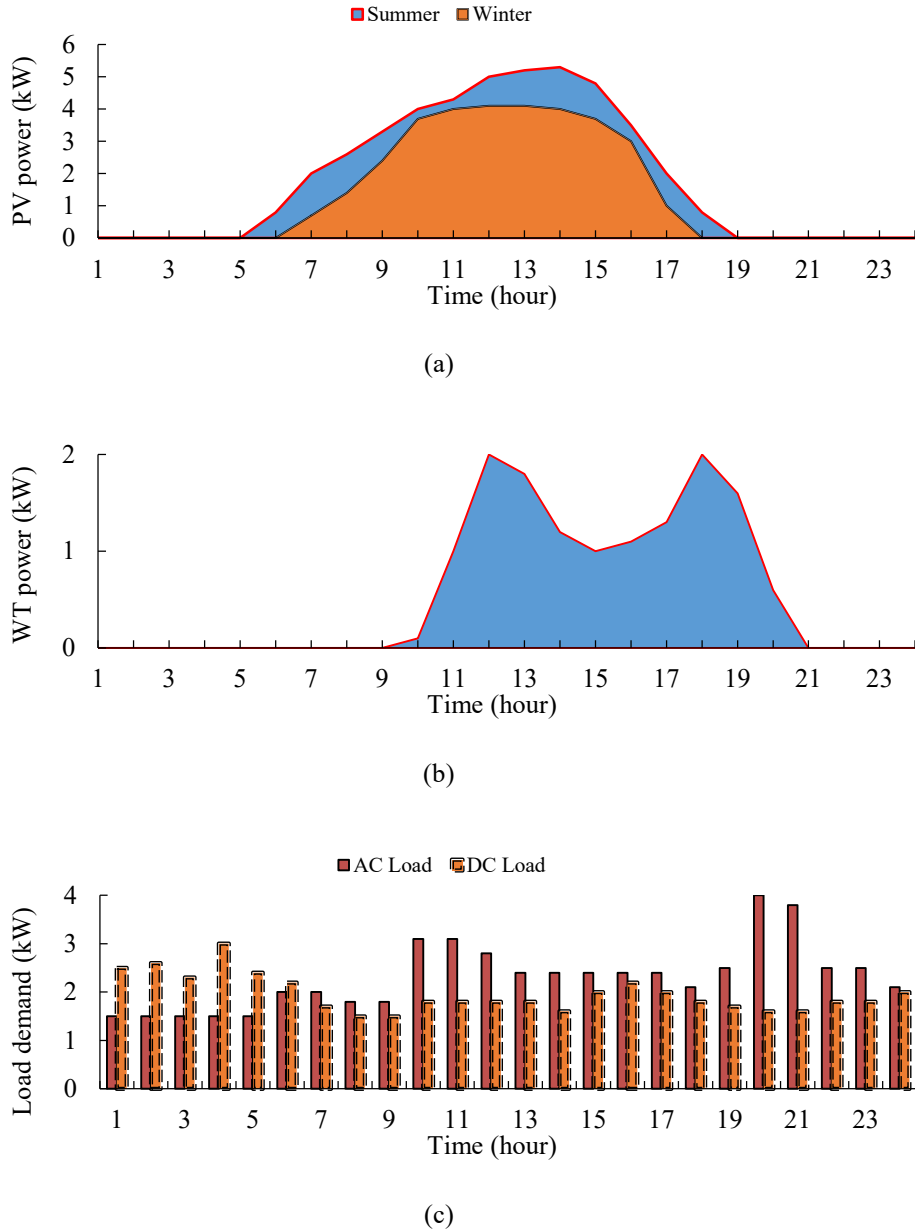 Summer Winter
6
5
4
3
2
1
0
PV power (kW)
1 3 5 7 9 11 13 15 17 19 21 23
Time (hour)
(a)
2
1
0
WT power (kW)
1 3 5 7 9 11 13 15 17 19 21 23
Time (hour)
(b)
AC Load DC Load
4
3
2
1
0
Load demand (kW)
1 3 5 7 9 11 13 15 17 19 21 23
Time (hour)
(c)